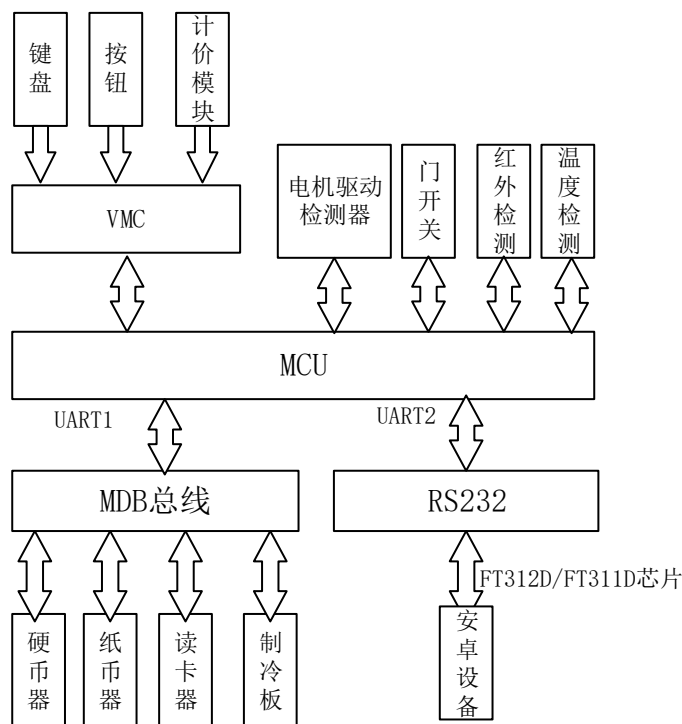 键盘
按钮
计价模块
电机驱动
检测器
门开关
红外检测
温度检测
VMC
MCU
UART1
UART2
MDB总线
RS232
FT312D/FT311D芯片
硬币器
纸币器
读卡器
制冷板
安卓设备